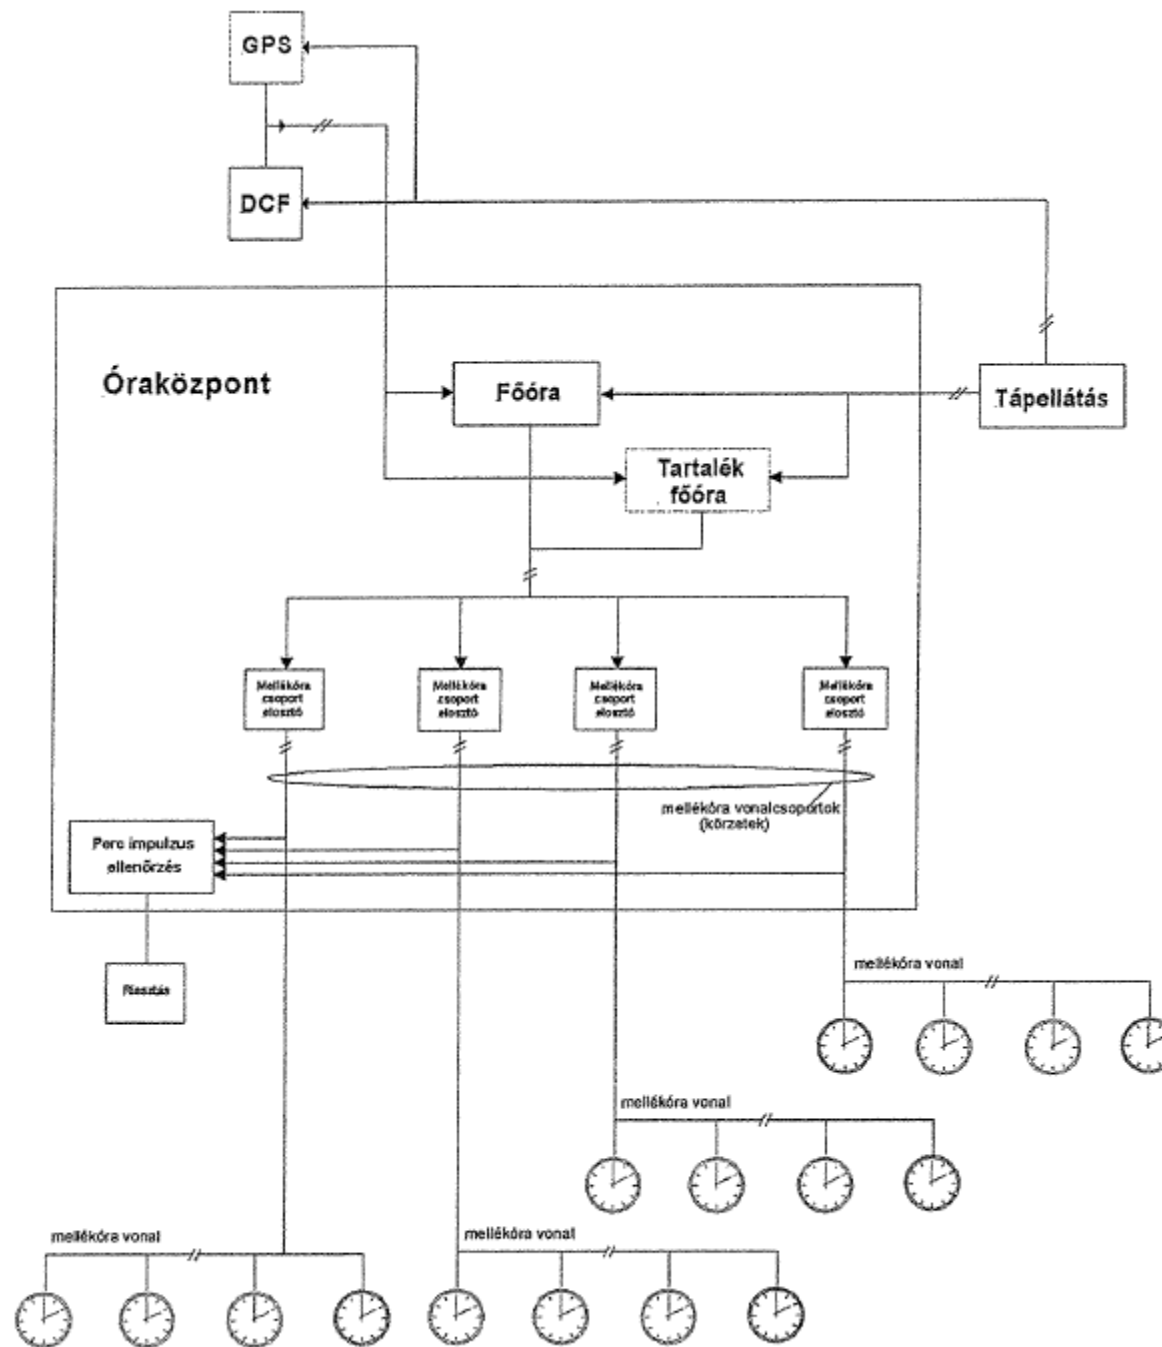 GPS
DCF
Óraközpont
Főóra
Tápellátás
Tartalék
főóra
Mellékóra
csoport
elosztó
Mellékóra
csoport
elosztó
Mellékóra
csoport
elosztó
Mellékóra
csoport
elosztó
mellékóra vonalcsoportok
(körzetek)
Perc impulzus
ellenőrzés
Riasztás
mellékóra vonal
mellékóra vonal
mellékóra vonal
mellékóra vonal